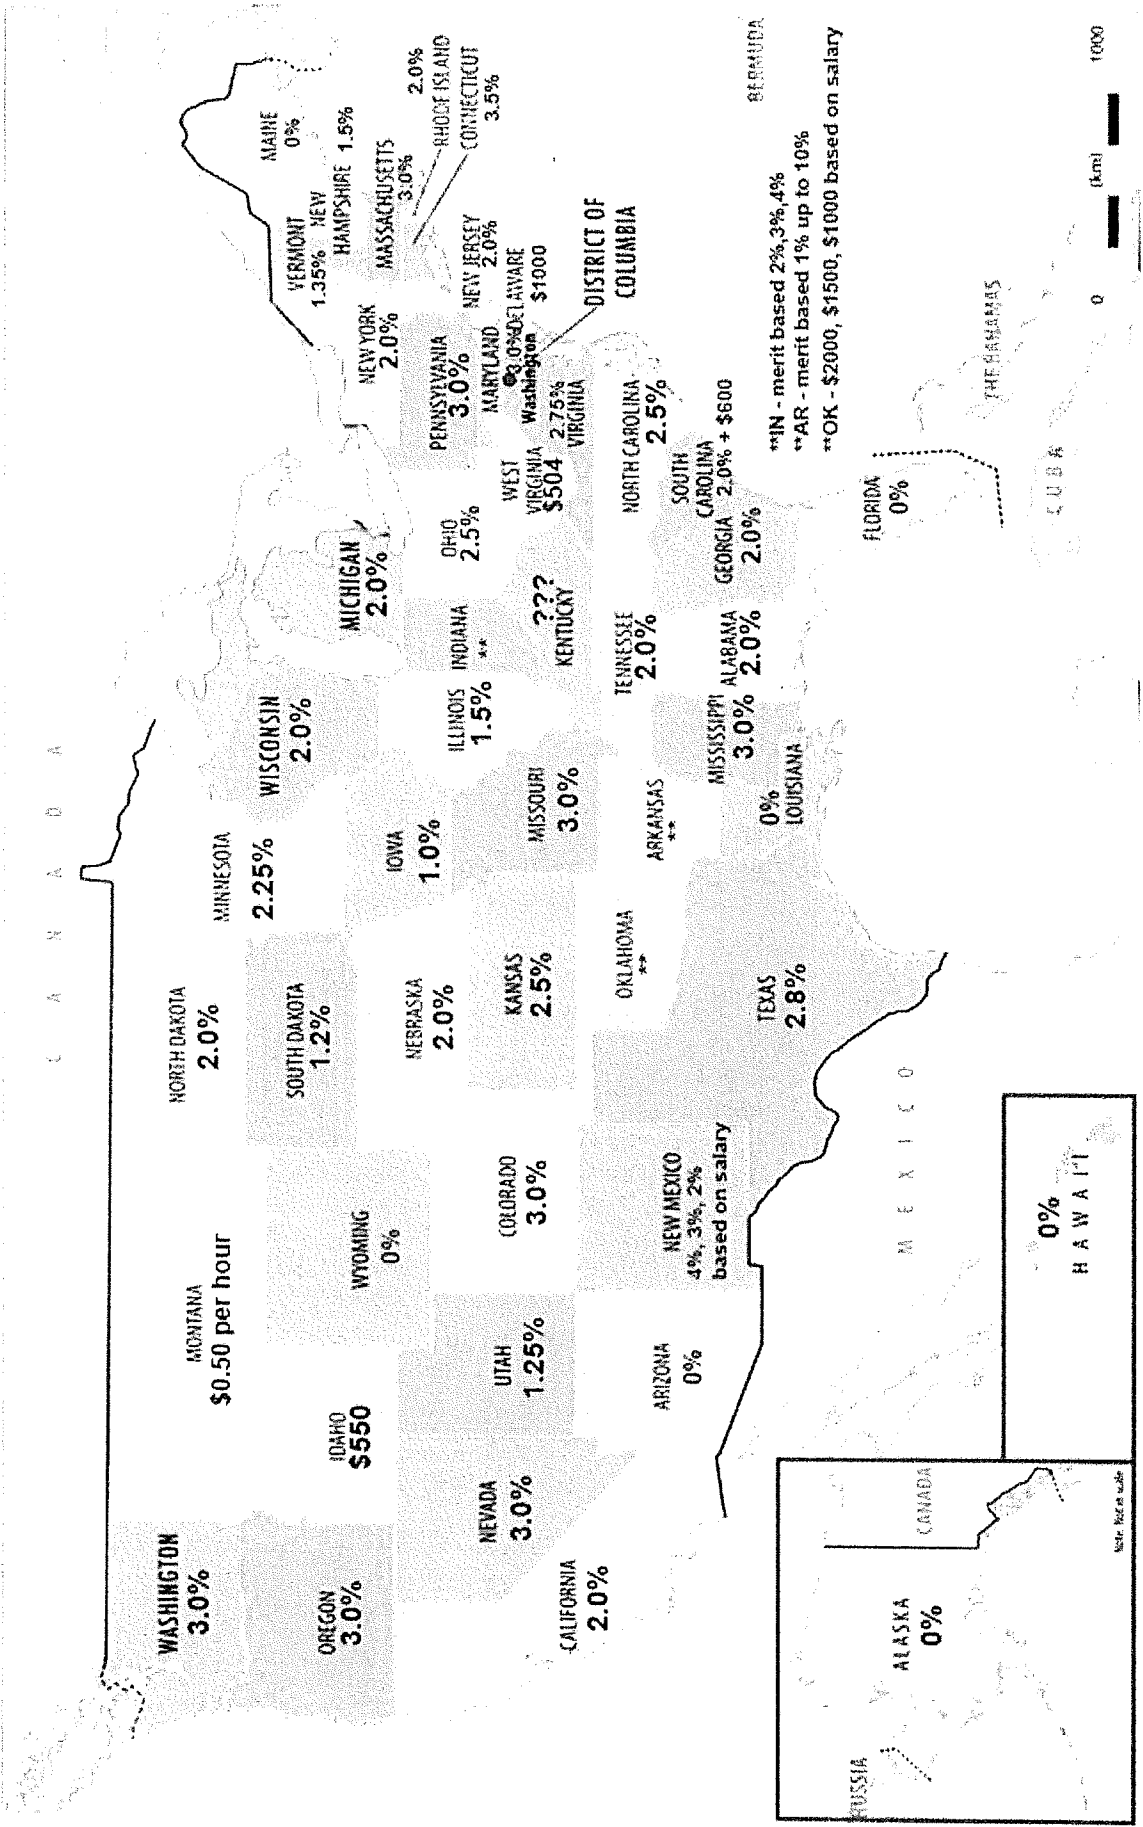 C A N A D A
WASHINGTON
3.0%
MONTANA
$0.50 per hour
NORTH DAKOTA
2.0%
MINNESOTA
2.25%
WISCONSIN
2.0%
MICHIGAN
2.0%
VERMONT
1.35%
NEW
HAMPSHIRE 1.5%
MAINE
0%
OREGON
3.0%
IDAHO
$550
WYOMING
0%
SOUTH DAKOTA
1.2%
IOWA
1.0%
NEW YORK
2.0%
MASSACHUSETTS
3.0%
2.0%
RHODE ISLAND
CONNECTICUT
3.5%
NEBRASKA
2.0%
ILLINOIS
1.5%
INDIANA
**
OHIO
2.5%
PENNSYLVANIA
3.0%
NEW JERSEY
2.0%
NEVADA
3.0%
UTAH
1.25%
COLORADO
3.0%
KANSAS
2.5%
MISSOURI
3.0%
???
KENTUCKY
WEST
VIRGINIA
$504
MARYLAND
3.0%
DELAWARE
$1000
Washington
2.75%
VIRGINIA
DISTRICT OF
COLUMBIA
CALIFORNIA
2.0%
ARIZONA
0%
NEW MEXICO
4%, 3%, 2%
based on salary
OKLAHOMA
**
ARKANSAS
**
TENNESSEE
2.0%
NORTH CAROLINA
2.5%
SOUTH
CAROLINA
2.0% + $600
TEXAS
2.8%
0%
LOUISIANA
MISSISSIPPI
3.0%
ALABAMA
2.0%
GEORGIA
2.0%
FLORIDA
0%
BERMUDA
**IN - merit based 2%,3%,4%
**AR - merit based 1% up to 10%
**OK - $2000, $1500, $1000 based on salary
M E X I C O
THE BAHAMAS
C U B A
RUSSIA
ALASKA
0%
CANADA
Note: Not to scale
0%
H A W A I ' I
0 (km) 1000